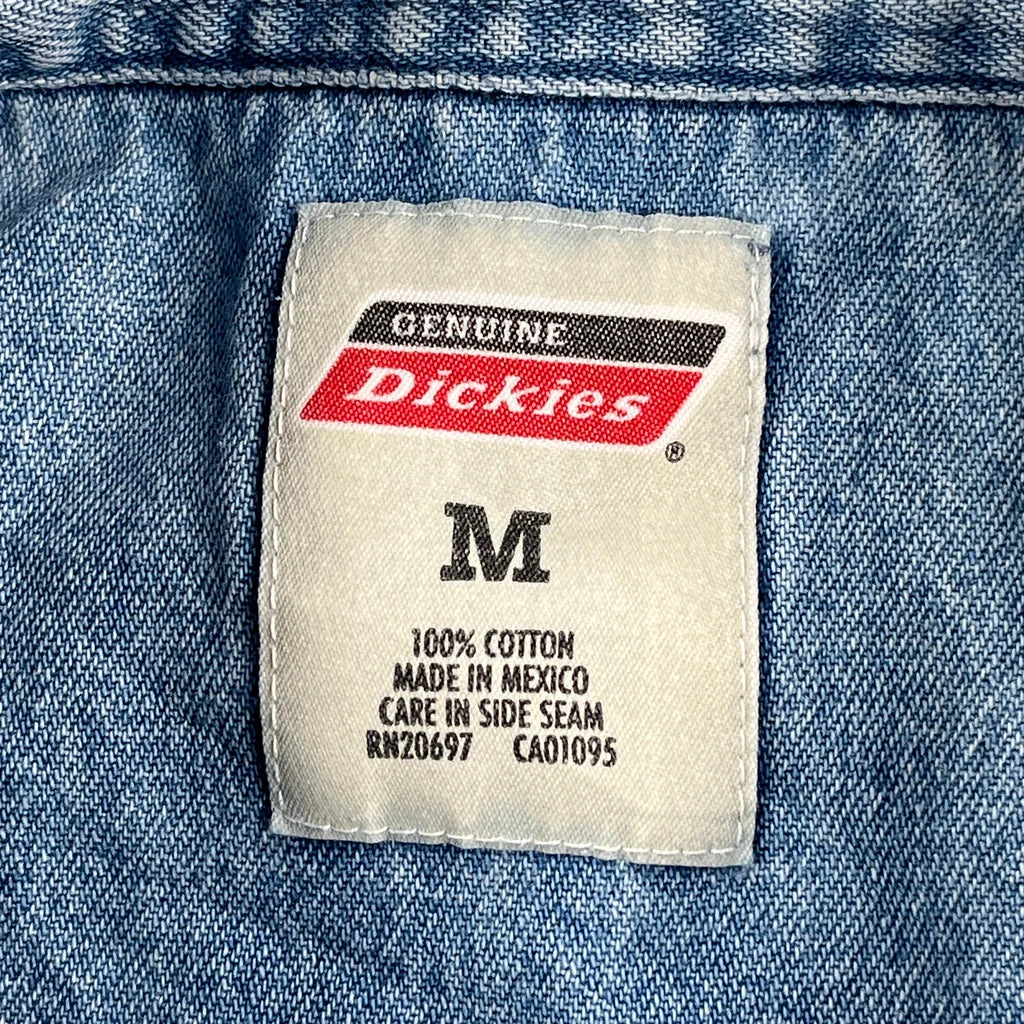 GENUINE
Dickies
®
M
100% COTTON
MADE IN MEXICO
CARE IN SIDE SEAM
RN20697 CA01095